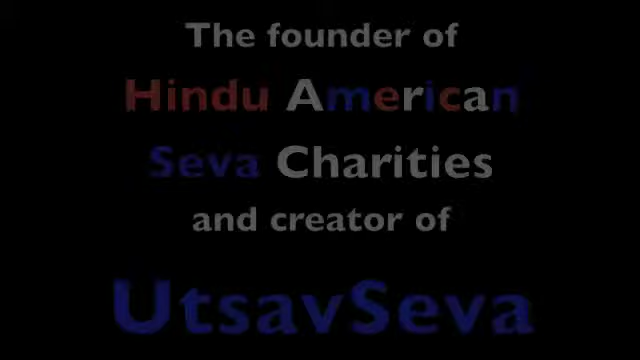 The founder of
Hindu American
Seva Charities
and creator of
UtsavSeva